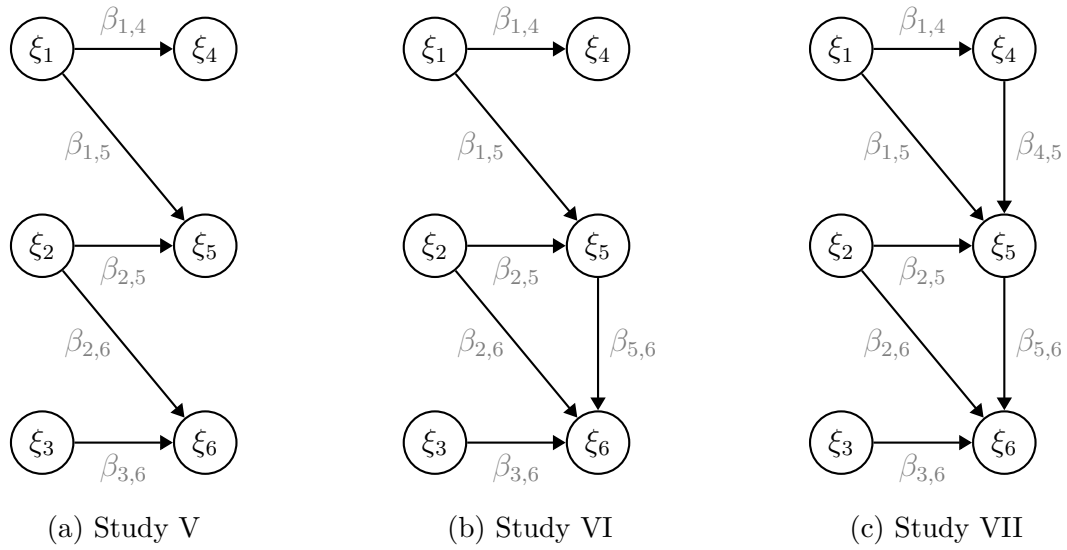 β1,4 β1,4 β1,4
ξ1 ξ4 ξ1 ξ4 ξ1 ξ4
β1,5 β1,5 β1,5 β4,5
ξ2 ξ5 ξ2 ξ5 ξ2 ξ5
β2,5 β2,5 β2,5
β2,6 β2,6 β5,6 β2,6 β5,6
ξ3 ξ6 ξ3 ξ6 ξ3 ξ6
β3,6 β3,6 β3,6
(a) Study V (b) Study VI (c) Study VII